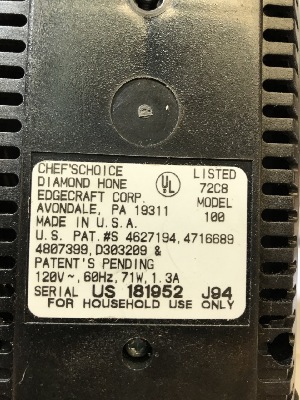 CHEF'SCHOICE
DIAMOND HONE
EDGECRAFT CORP.
AVONDALE, PA 19311
MADE IN U.S.A.
UL
LISTED
72C8
MODEL
100
U.S. PAT.#S 4627194,4716689
4807399,D303209 &
PATENT'S PENDING
120V~,60Hz,71W,1.3A
SERIAL US 181952 J94
FOR HOUSEHOLD USE ONLY